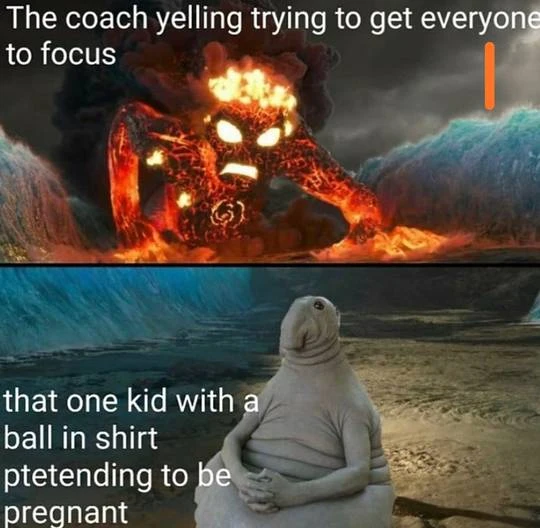 The coach yelling trying to get everyone
to focus
that one kid with a
ball in shirt
ptetending to be
pregnant